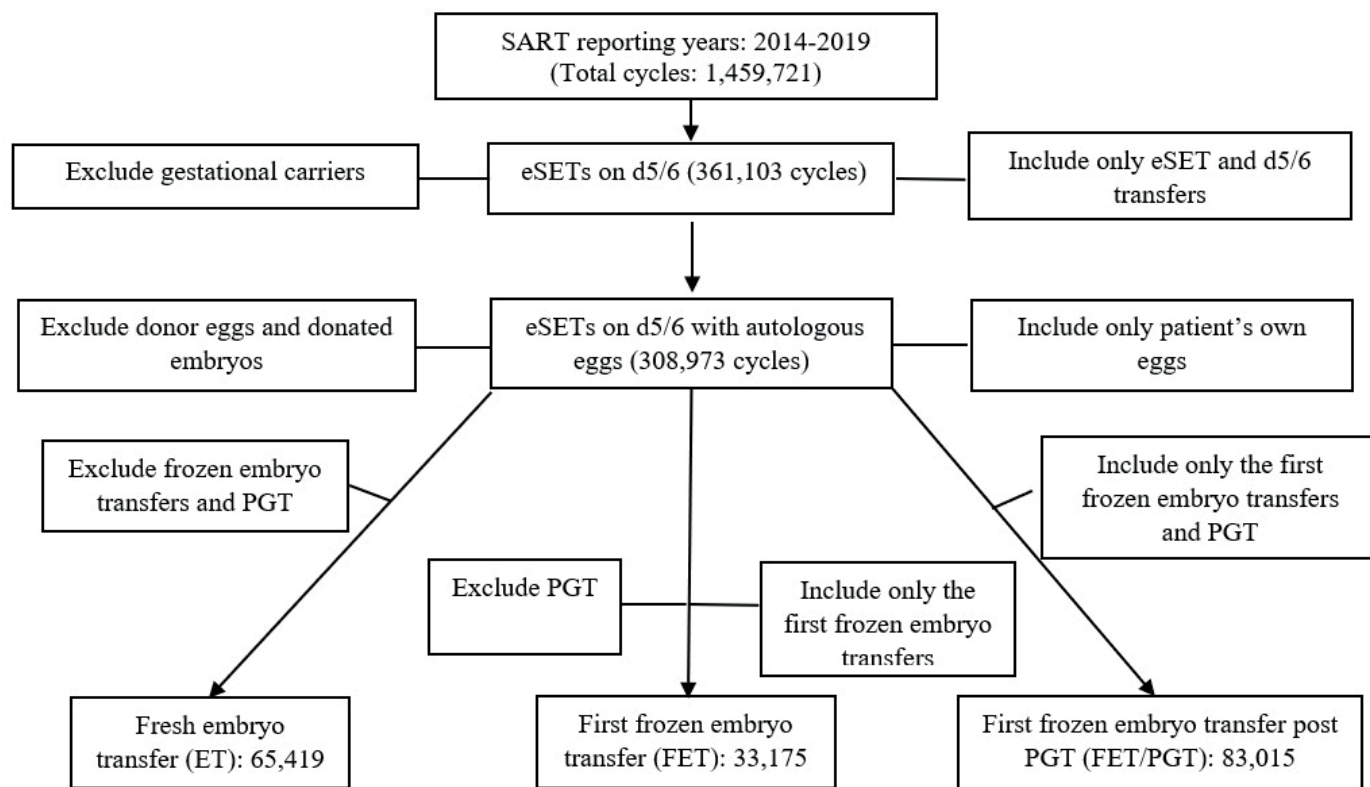 SART reporting years: 2014-2019
(Total cycles: 1,459,721)
Exclude gestational carriers
eSETs on d5/6 (361,103 cycles)
Include only eSET and d5/6
transfers
Exclude donor eggs and donated
embryos
eSETs on d5/6 with autologous
eggs (308,973 cycles)
Include only patient’s own
eggs
Exclude frozen embryo
transfers and PGT
Include only the first
frozen embryo transfers
and PGT
Exclude PGT
Include only the
first frozen embryo
transfers
Fresh embryo
transfer (ET): 65,419
First frozen embryo
transfer (FET): 33,175
First frozen embryo transfer post
PGT (FET/PGT): 83,015